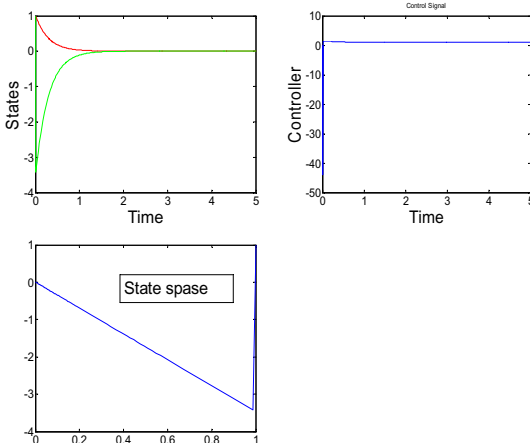 Control Signal
1
0
-1
-2
-3
-4
States
0 1 2 3 4 5
Time
10
0
-10
-20
-30
-40
-50
Controller
0 1 2 3 4 5
Time
1
0
-1
-2
-3
-4
State spase
0 0.2 0.4 0.6 0.8 1